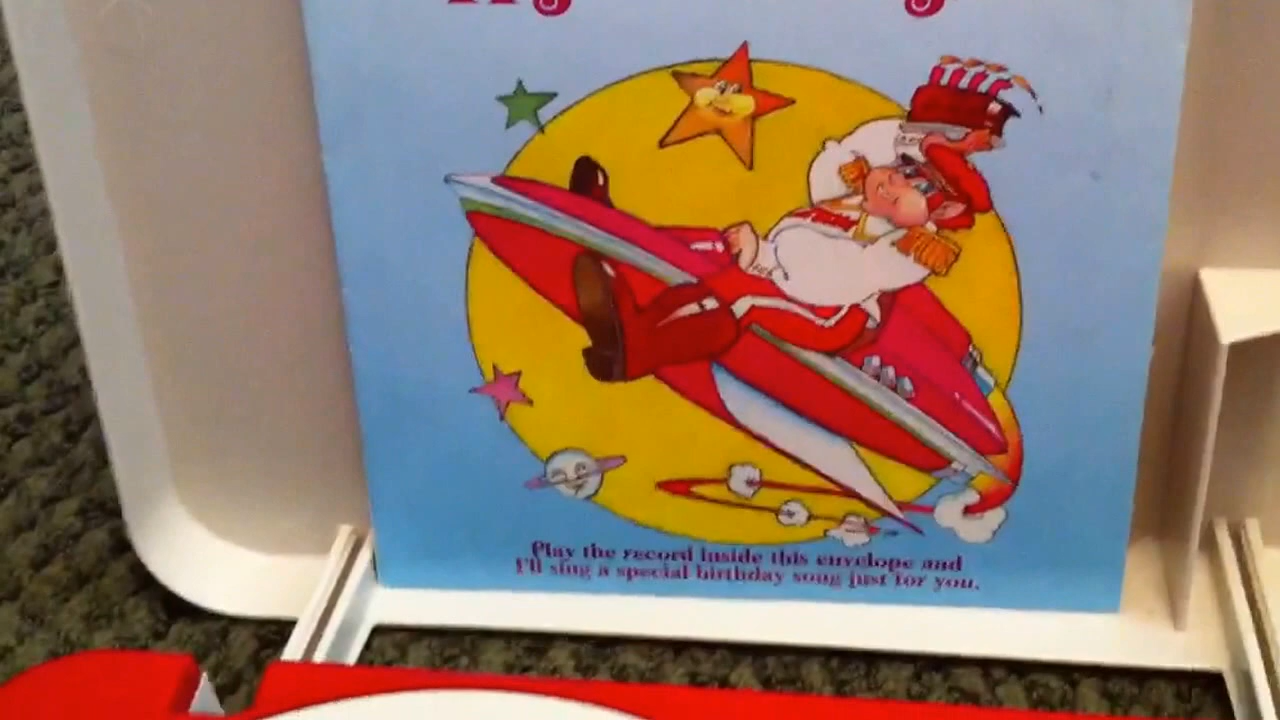 Play the record inside this envelope and
I'll sing a special birthday song just for you.